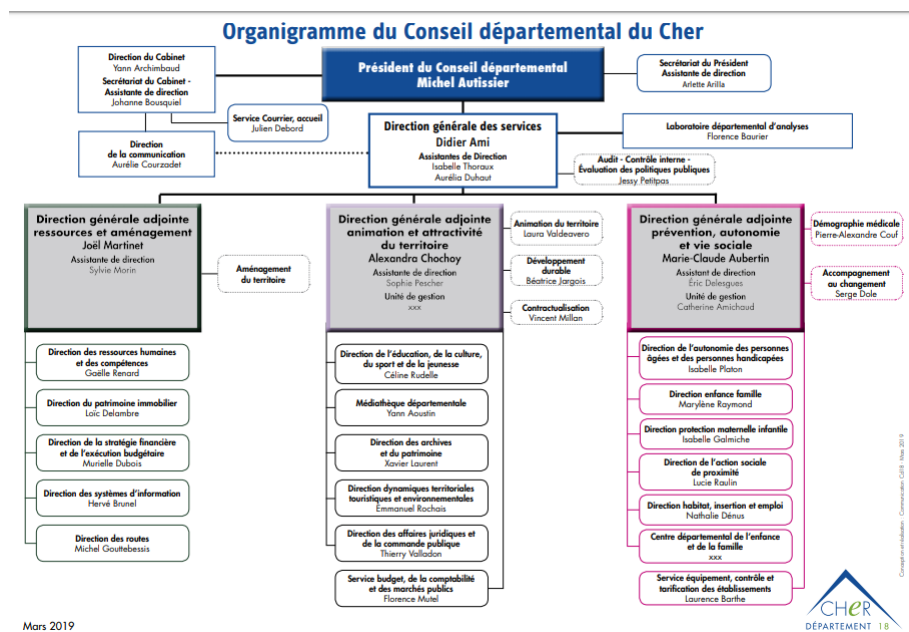 Organigramme du Conseil départemental du Cher
Direction du Cabinet
Yann Archimbaud
Secrétariat du Cabinet -
Assistante de direction
Johanne Bousquiel
Président du Conseil départemental
Michel Autissier
Secrétariat du Président
Assistante de direction
Arlette Arilla
Service Courrier, accueil
Julien Debord
Direction
de la communication
Aurélie Courzadet
Direction générale des services
Didier Ami
Assistantes de Direction
Isabelle Thoraux
Aurélia Duhaut
Laboratoire départemental d'analyses
Florence Baurier
Audit - Contrôle interne -
Évaluation des politiques publiques
Jessy Petitpas
Direction générale adjointe
ressources et aménagement
Joël Martinet
Assistante de direction
Sylvie Morin
Aménagement
du territoire
Direction des ressources humaines
et des compétences
Gaëlle Renard
Direction du patrimoine immobilier
Loïc Delambre
Direction de la stratégie financière
et de l'exécution budgétaire
Murielle Dubois
Direction des systèmes d'information
Hervé Brunel
Direction des routes
Michel Gouttebessis
Direction générale adjointe
animation et attractivité
du territoire
Alexandra Chochoy
Assistante de direction
Sophie Pescher
Unité de gestion
xxx
Animation du territoire
Laura Valdeavero
Développement
durable
Béatrice Jargois
Contractualisation
Vincent Millan
Direction de l'éducation, de la culture,
du sport et de la jeunesse
Céline Rudelle
Médiathèque départementale
Yann Aoustin
Direction des archives
et du patrimoine
Xavier Laurent
Direction dynamiques territoriales
touristiques et environnementales
Emmanuel Rochais
Direction des affaires juridiques et
de la commande publique
Thierry Valladon
Service budget, de la comptabilité
et des marchés publics
Florence Mutel
Direction générale adjointe
prévention, autonomie
et vie sociale
Marie-Claude Aubertin
Assistant de direction
Éric Delesgues
Unité de gestion
Catherine Amichaud
Démographie médicale
Pierre-Alexandre Couf
Accompagnement
au changement
Serge Dole
Direction de l'autonomie des personnes
âgées et des personnes handicapées
Isabelle Platon
Direction enfance famille
Marylène Raymond
Direction protection maternelle infantile
Isabelle Galmiche
Direction de l'action sociale
de proximité
Lucie Raulin
Direction habitat, insertion et emploi
Nathalie Dénus
Centre départemental de l'enfance
et de la famille
xxx
Service équipement, contrôle et
tarification des établissements
Laurence Barthe
Conception et réalisation : Communication Cd18 - Mars 2019
CHeR
DÉPARTEMENT 18
Mars 2019